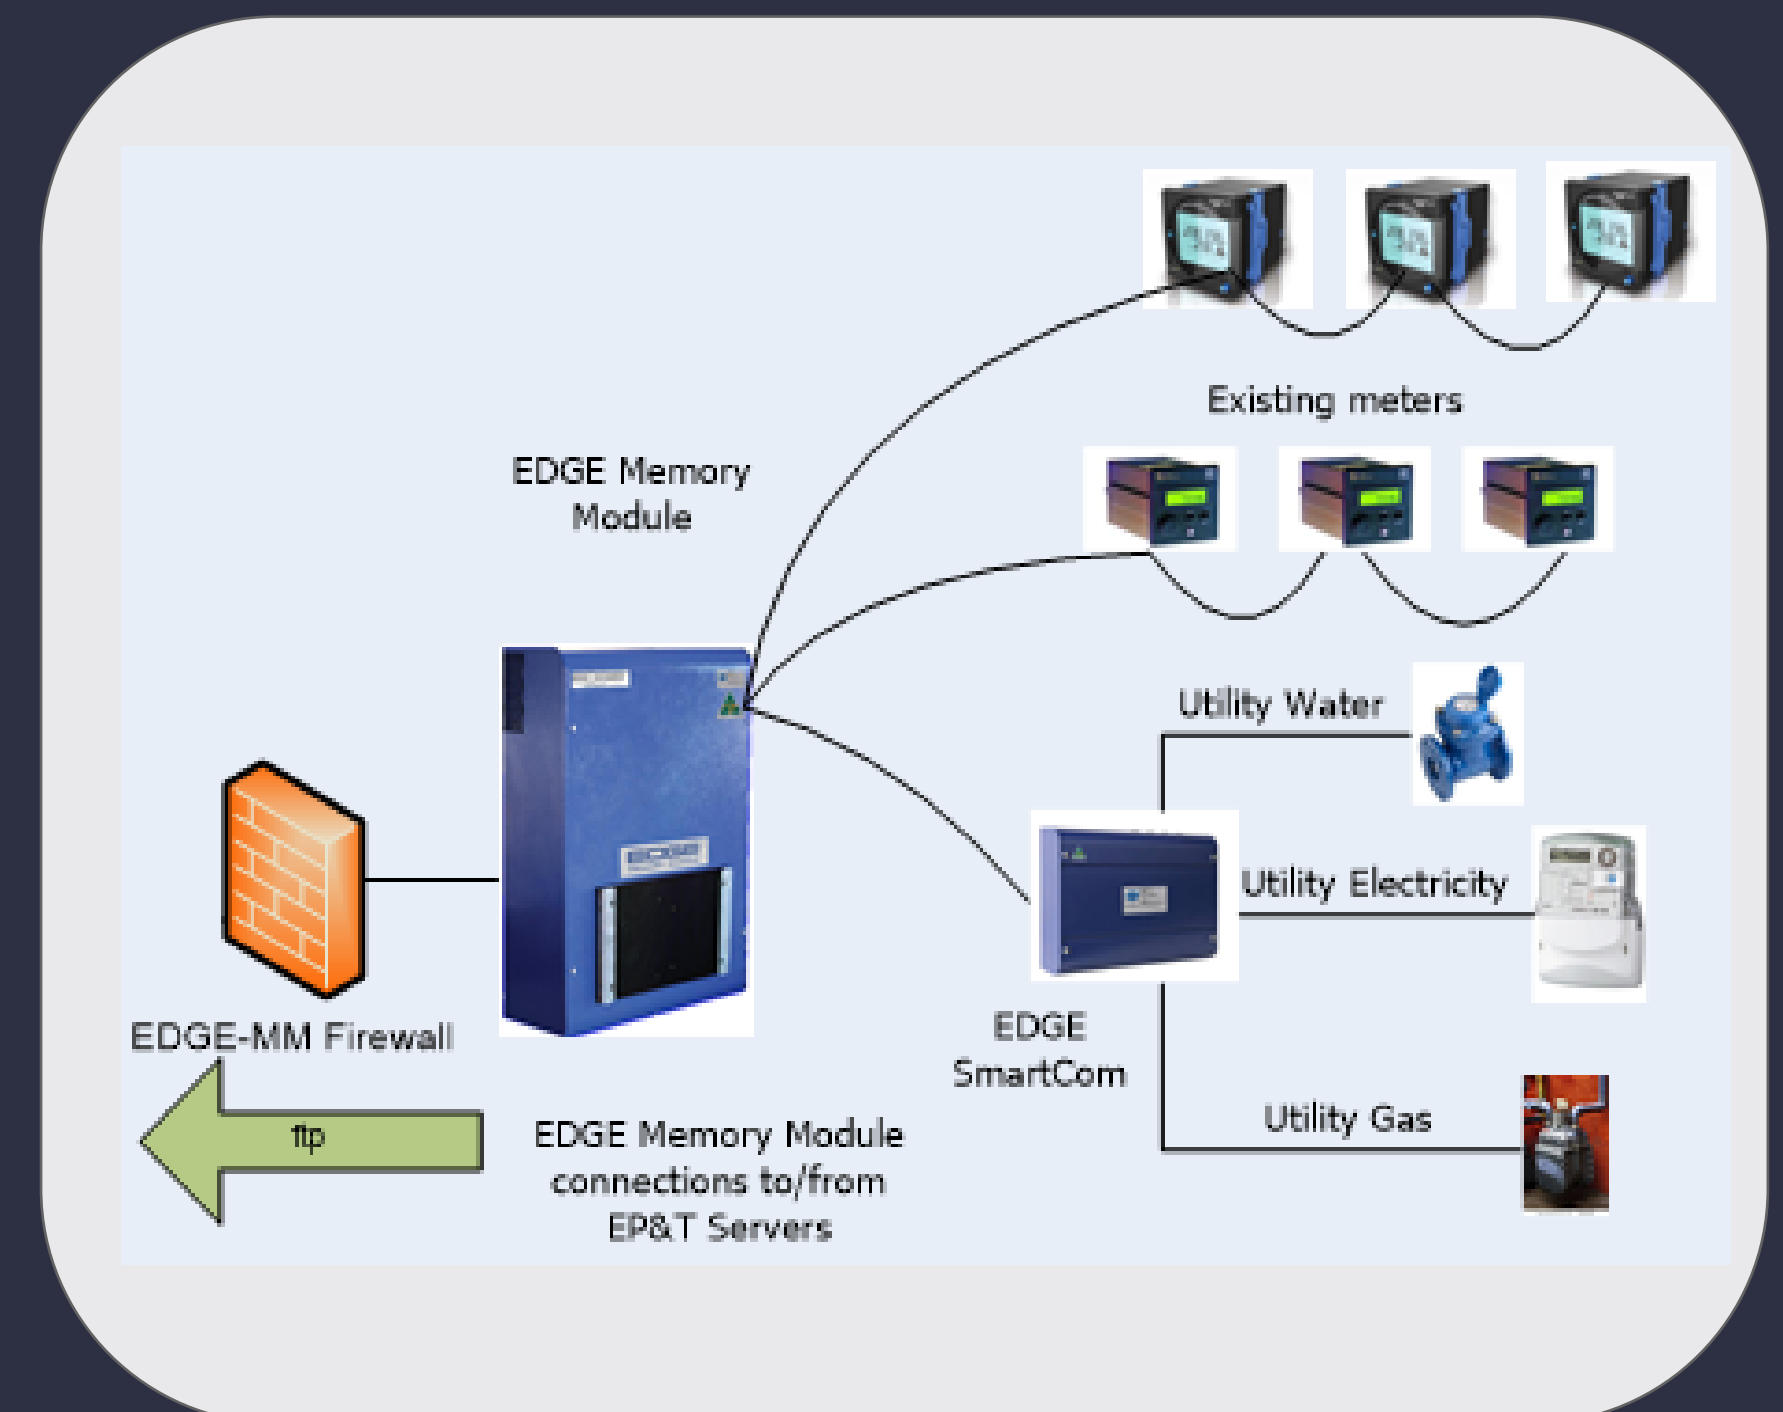 Existing meters
EDGE Memory
Module
Utility Water
Utility Electricity
EDGE-MM Firewall
EDGE
SmartCom
Utility Gas
ftp
EDGE Memory Module
connections to/from
EP&T Servers